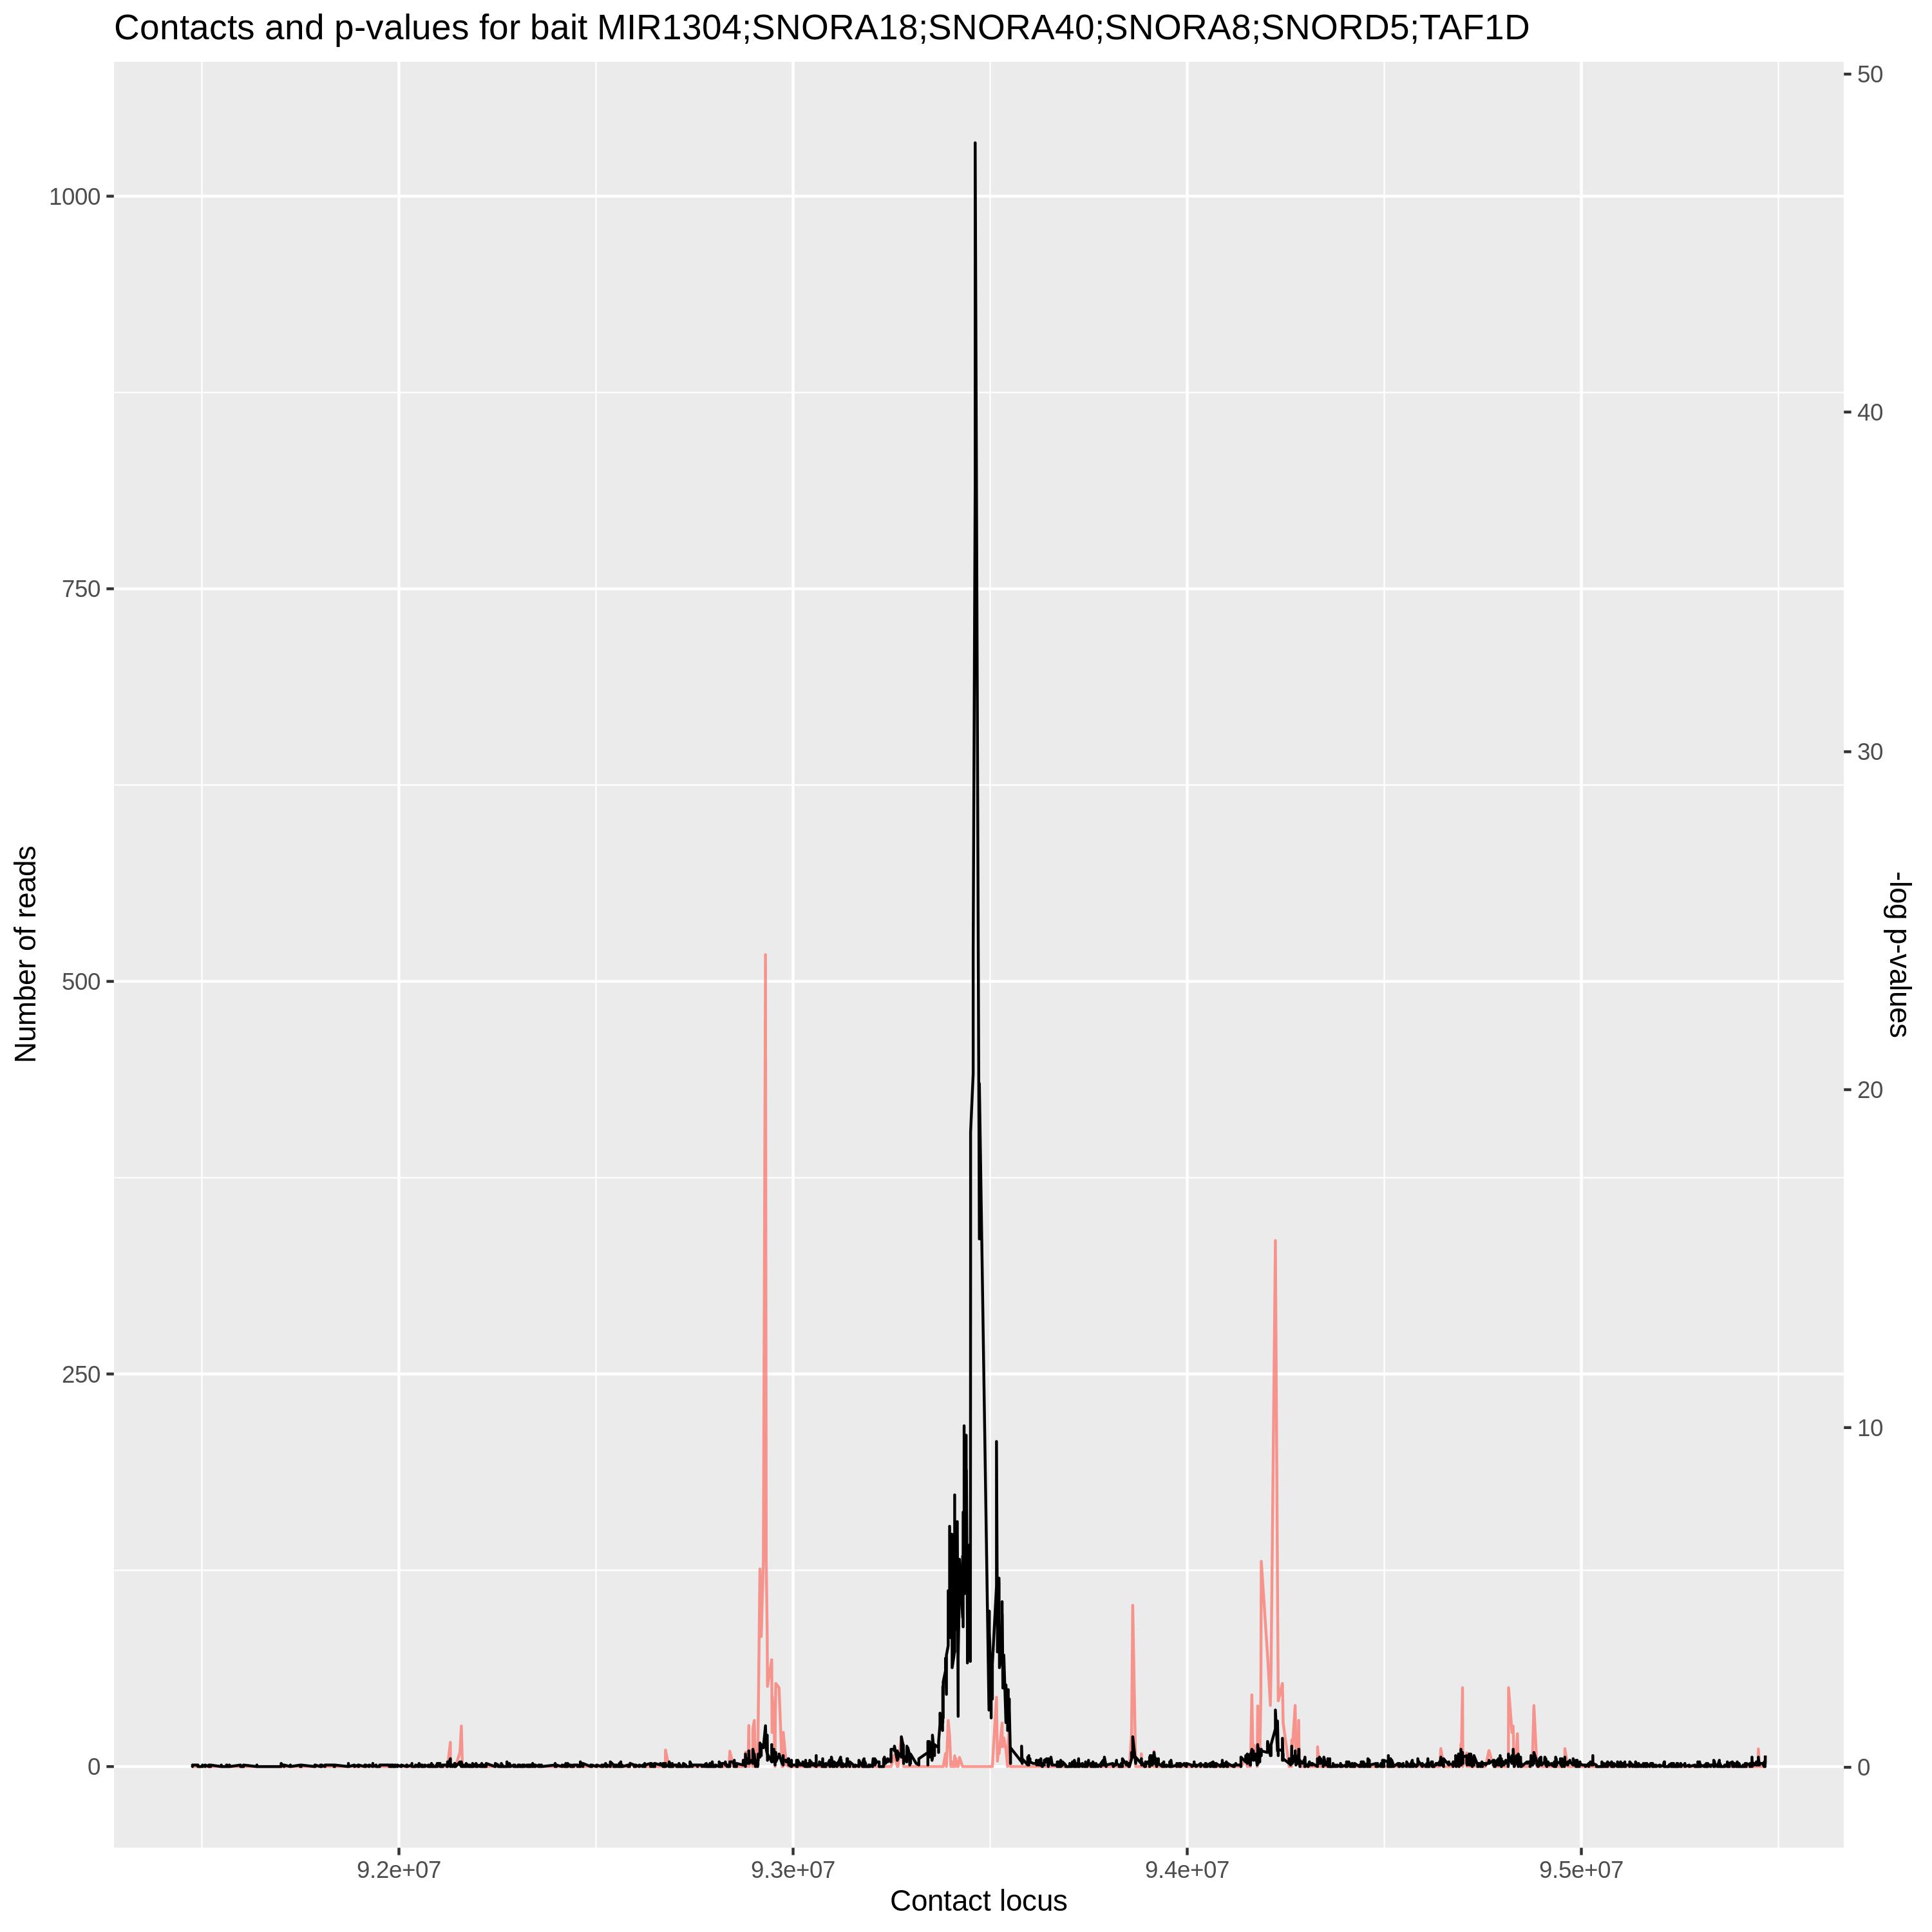 Contacts and p-values for bait MIR1304;SNORA18;SNORA40;SNORA8;SNORD5;TAF1D
Number of reads
1000
750
500
250
0
50
40
30
20
10
0
-log p-values
9.2e+07 9.3e+07 9.4e+07 9.5e+07
Contact locus